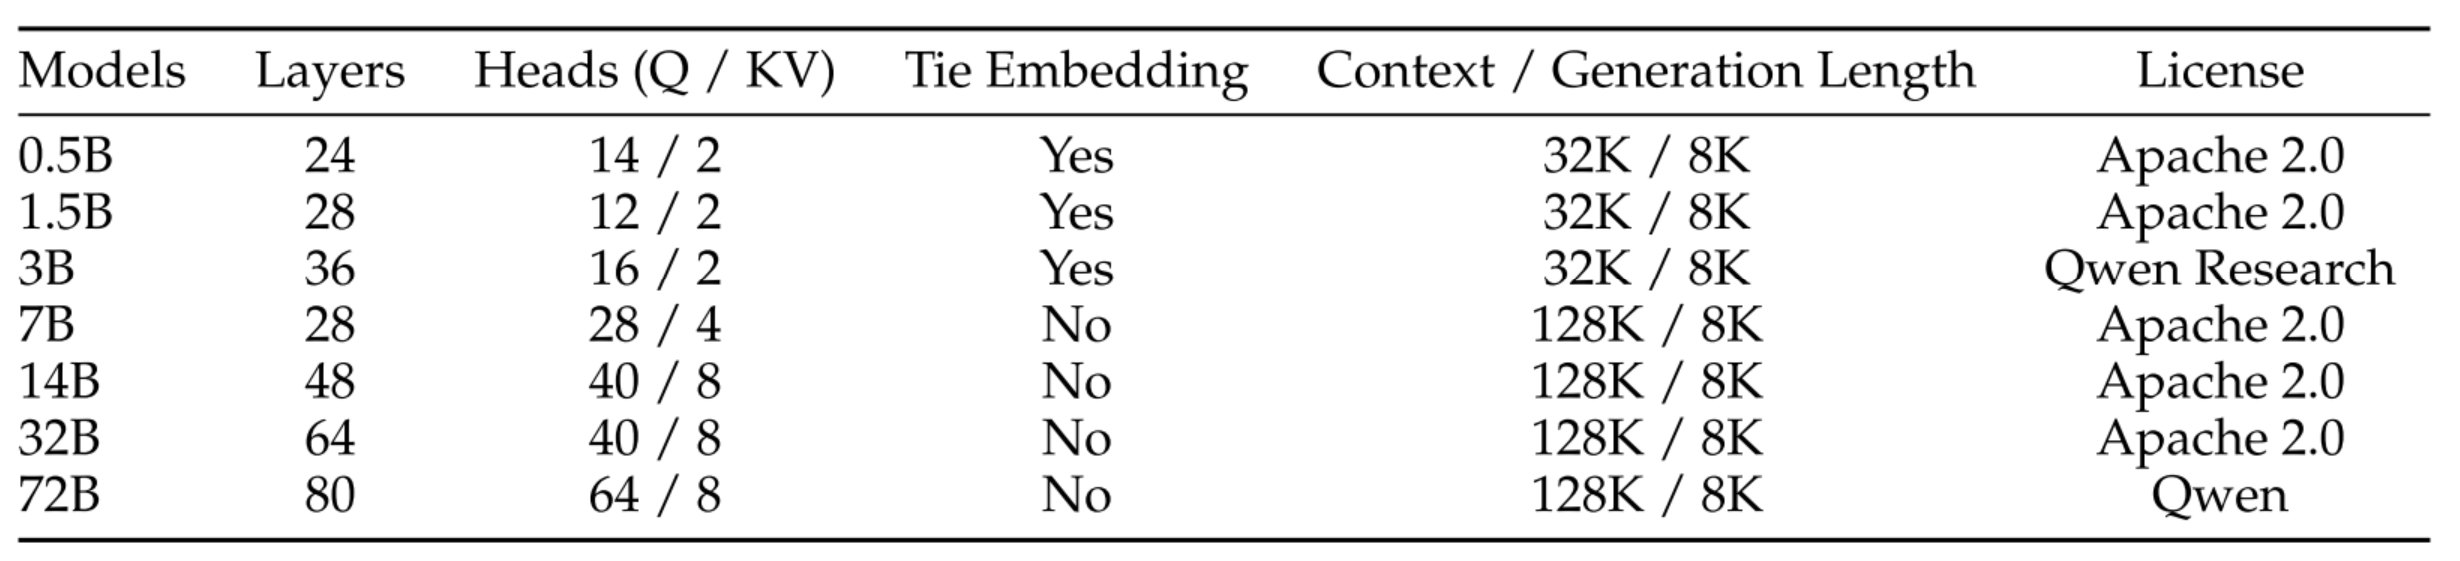 Models Layers Heads (Q / KV) Tie Embedding Context / Generation Length License
0.5B 24 14 / 2 Yes 32K / 8K Apache 2.0
1.5B 28 12 / 2 Yes 32K / 8K Apache 2.0
3B 36 16 / 2 Yes 32K / 8K Qwen Research
7B 28 28 / 4 No 128K / 8K Apache 2.0
14B 48 40 / 8 No 128K / 8K Apache 2.0
32B 64 40 / 8 No 128K / 8K Apache 2.0
72B 80 64 / 8 No 128K / 8K Qwen